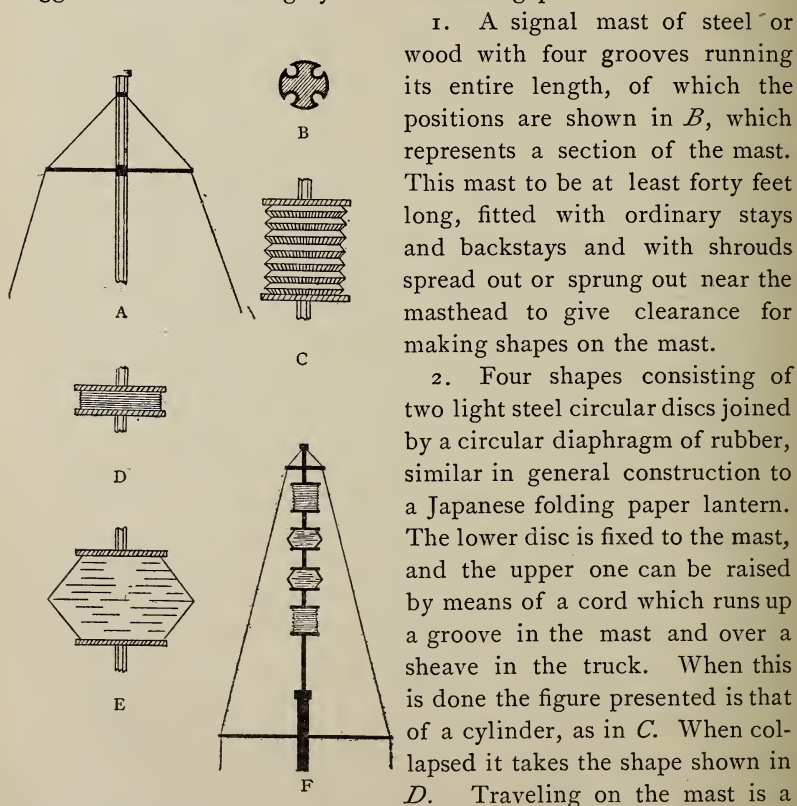 1. A signal mast of steel or
wood with four grooves running
its entire length, of which the
positions are shown in B, which
represents a section of the mast.
This mast to be at least forty feet
long, fitted with ordinary stays
and backstays and with shrouds
spread out or sprung out near the
masthead to give clearance for
making shapes on the mast.
2. Four shapes consisting of
two light steel circular discs joined
by a circular diaphragm of rubber,
similar in general construction to
a Japanese folding paper lantern.
The lower disc is fixed to the mast,
and the upper one can be raised
by means of a cord which runs up
a groove in the mast and over a
sheave in the truck. When this
is done the figure presented is that
of a cylinder, as in C. When col-
lapsed it takes the shape shown in
D. Traveling on the mast is a
A
B
C
D
E
F